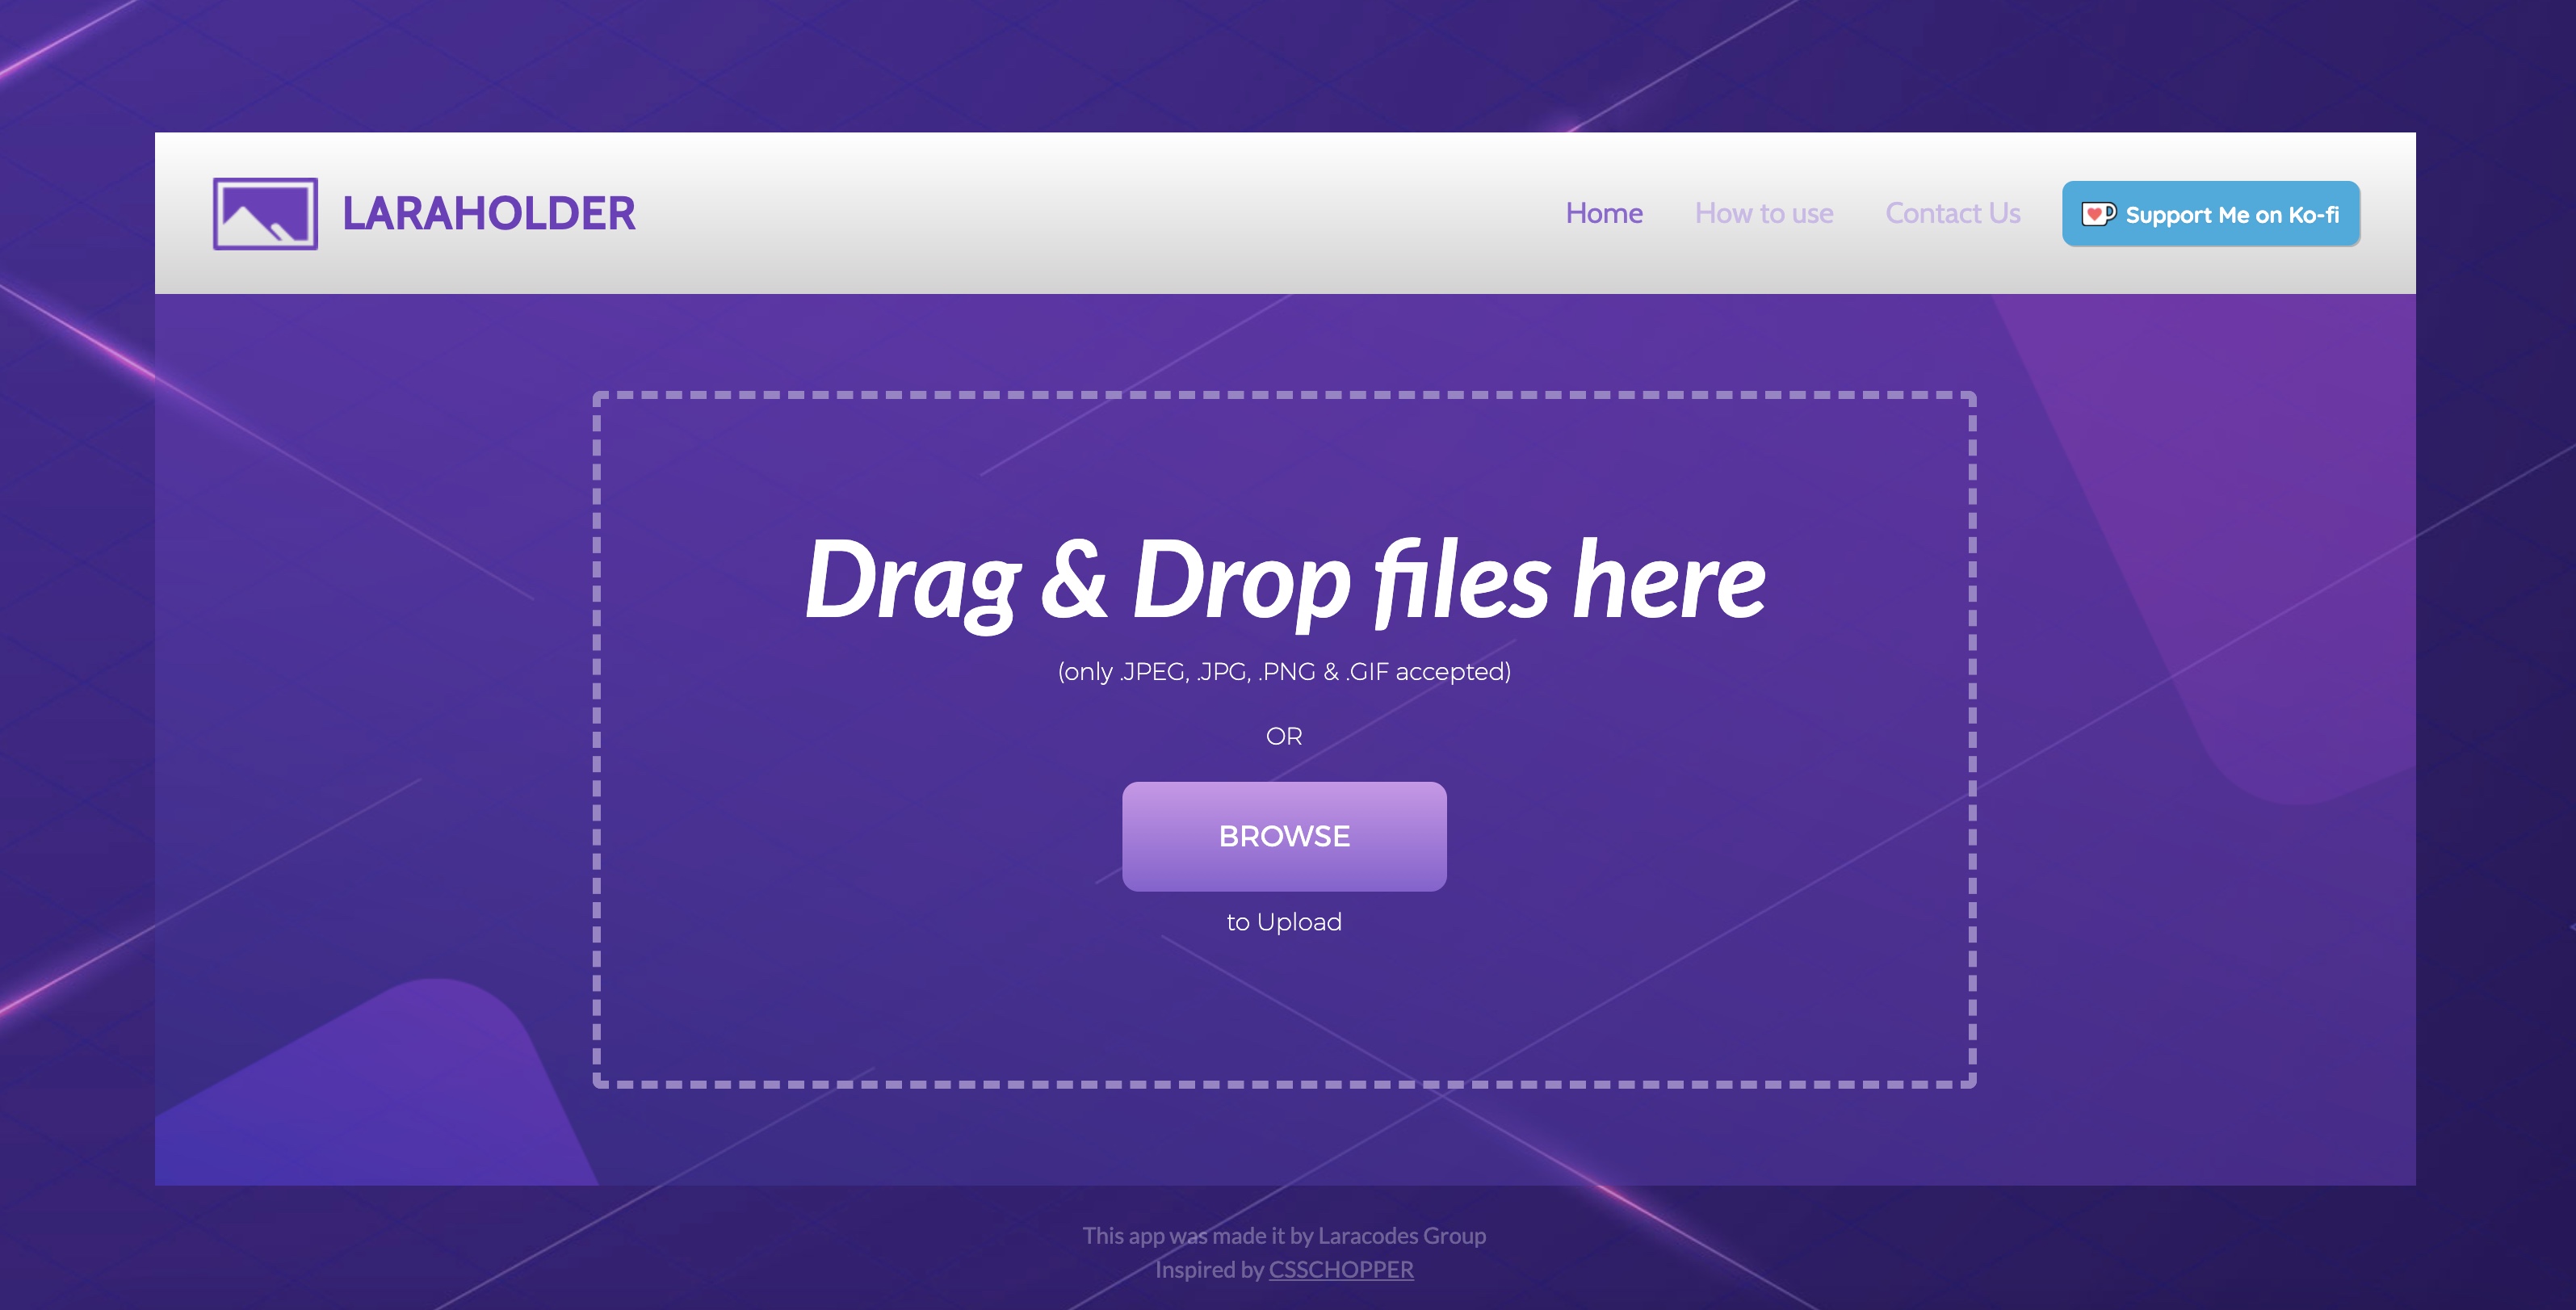 LARAHOLDER
Home How to use Contact Us Support Me on Ko-fi
Drag & Drop files here
(only .JPEG, .JPG, .PNG & .GIF accepted)
OR
BROWSE
to Upload
This app was made it by Laracodes Group
Inspired by CSSCHOPPER